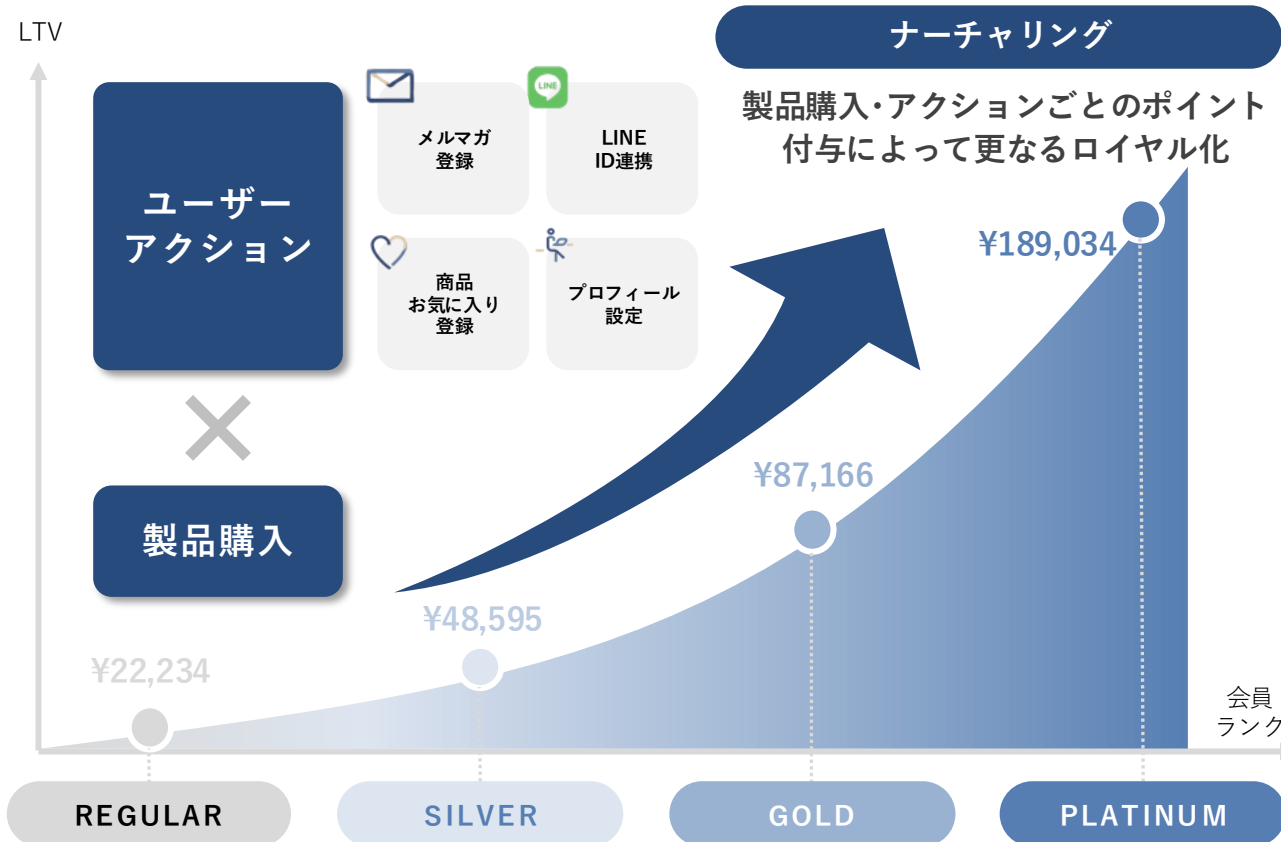 LTV
ナーチャリング
製品購入・アクションごとのポイント
付与によって更なるロイヤル化
ユーザー
アクション
メルマガ
登録
LINE
LINE
ID連携
商品
お気に入り
登録
プロフィール
設定
製品購入
¥22,234
¥48,595
¥87,166
¥189,034
会員
ランク
REGULAR
SILVER
GOLD
PLATINUM